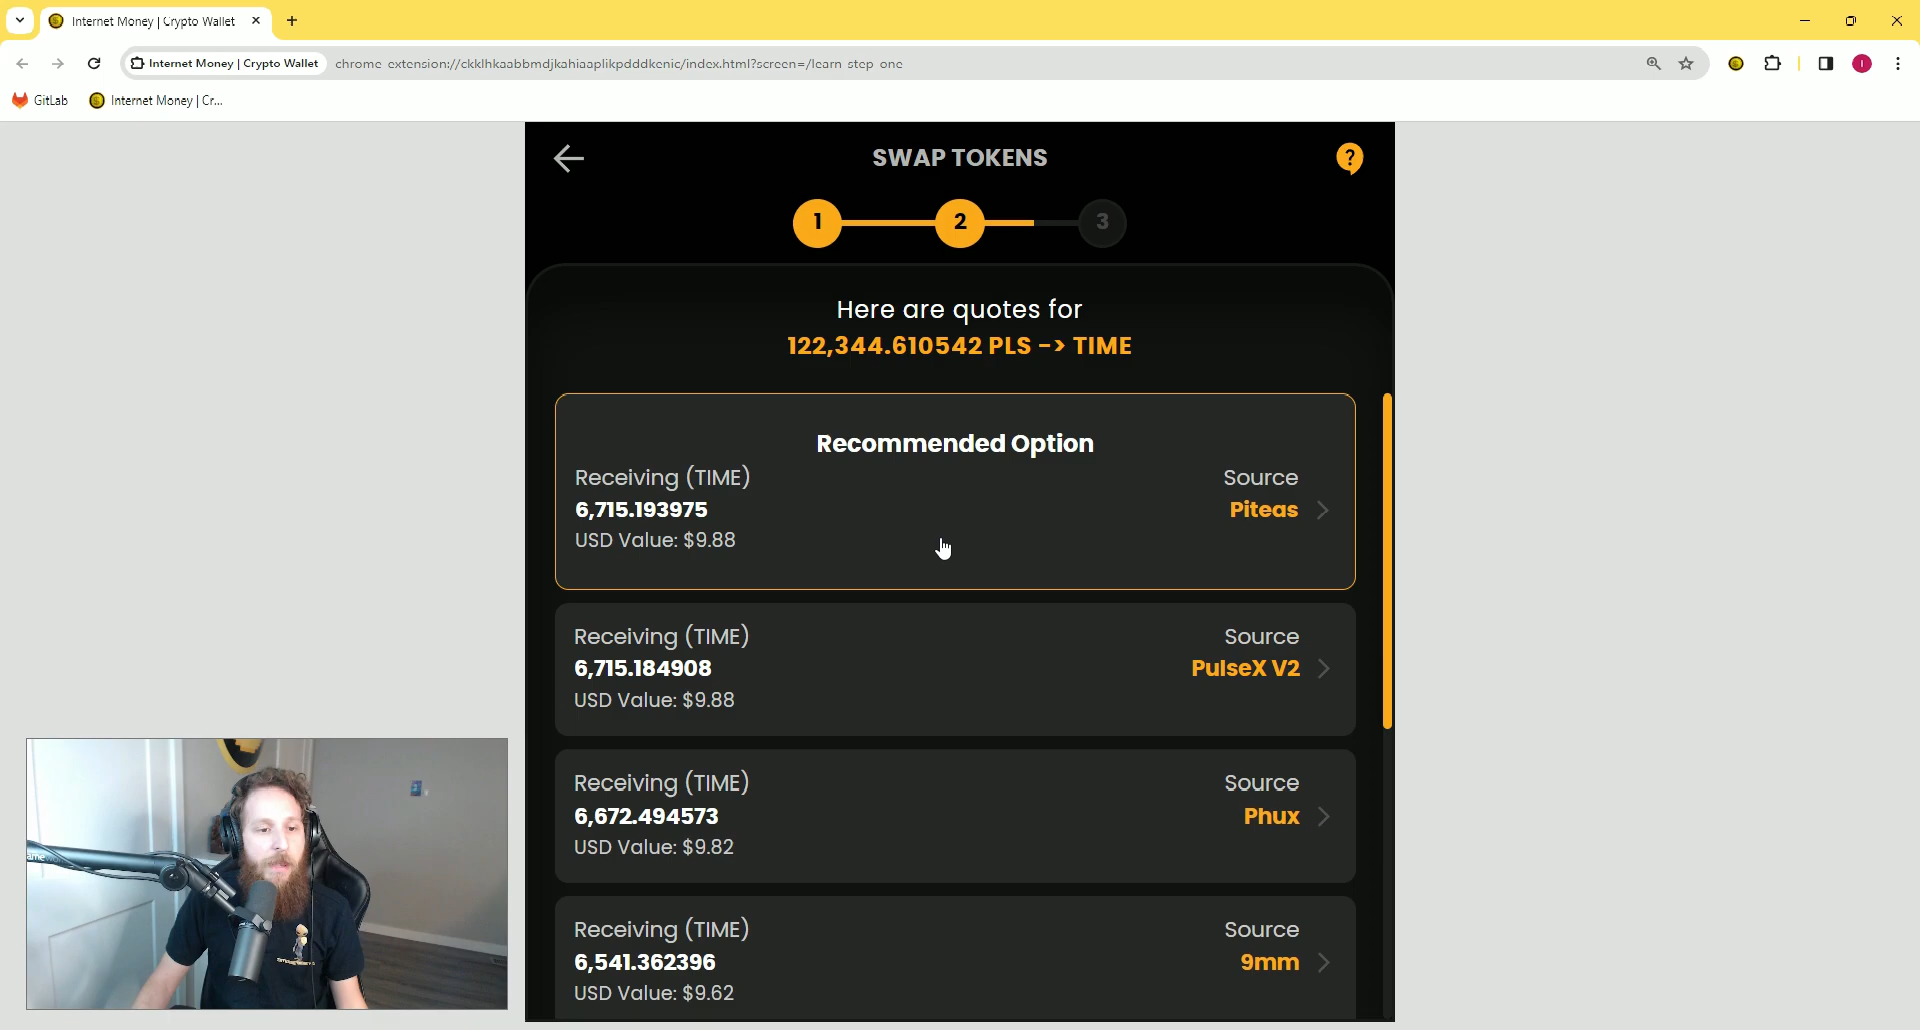 Internet Money | Crypto Wallet
Internet Money | Crypto Wallet
chrome-extension://ckklhkaabbmdjkahiaaplikpdddkenic/index.html?screen=/learn-step-one
GitLab
Internet Money | Cr...
SWAP TOKENS
?
1
2
3
Here are quotes for
122,344.610542 PLS -> TIME
Recommended Option
Receiving (TIME)
Source
6,715.193975
Piteas
USD Value: $9.88
Receiving (TIME)
Source
6,715.184908
PulseX V2
USD Value: $9.88
Receiving (TIME)
Source
6,672.494573
Phux
USD Value: $9.82
Receiving (TIME)
Source
6,541.362396
9mm
USD Value: $9.62